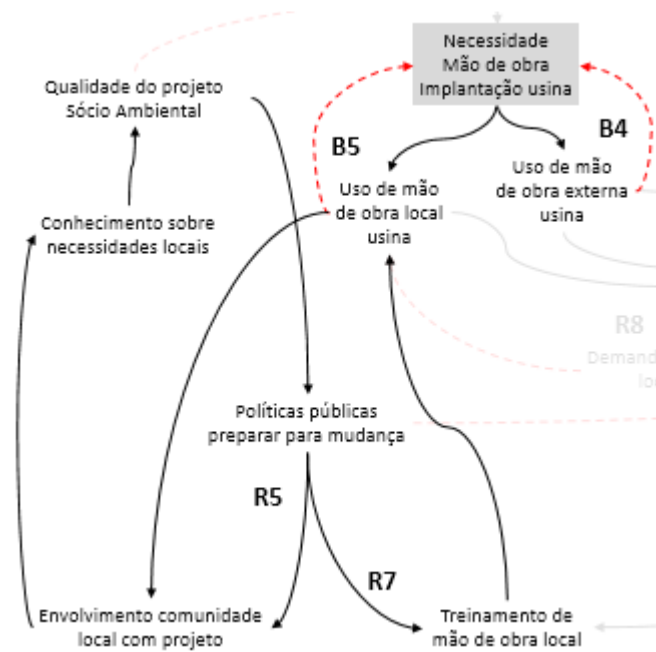 Necessidade
Mão de obra
Implantação usina
Qualidade do projeto
Sócio Ambiental
B5
B4
Uso de mão
de obra local
usina
Uso de mão
de obra externa
usina
Conhecimento sobre
necessidades locais
R8
Demand
loc
Políticas públicas
preparar para mudança
R5
R7
Envolvimento comunidade
local com projeto
Treinamento de
mão de obra local